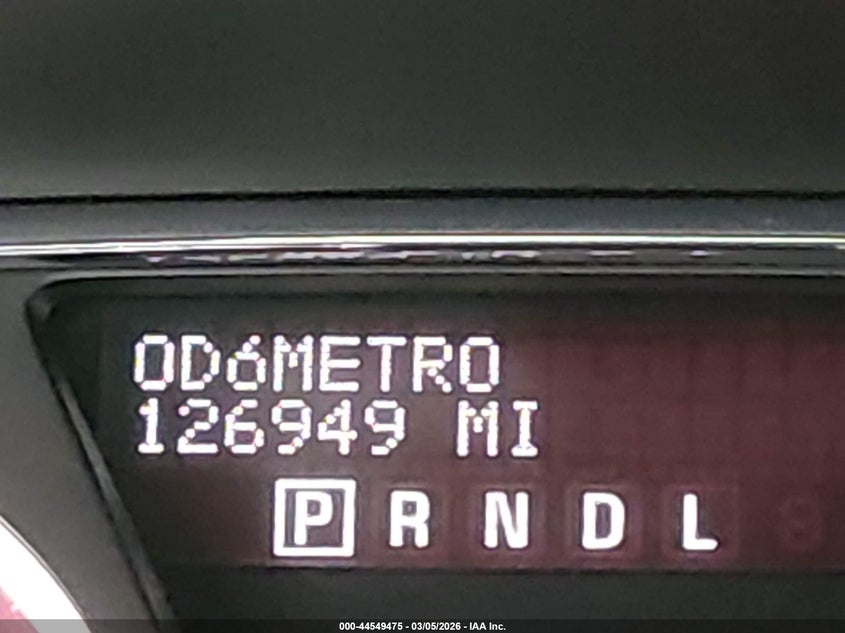 ODóMETRO
126949 MI
P R N D L
000-44549475 - 03/05/2026 - IAA Inc.